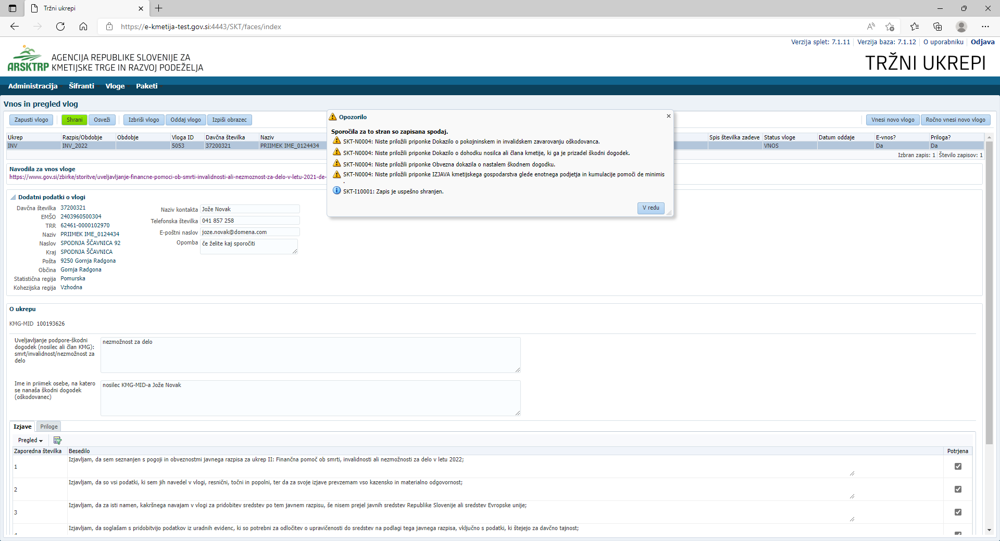 Tržni ukrepi
https://e-kmetija-test.gov.si:4443/SKT/faces/index
Verzija splet: 7.1.11 Verzija baza: 7.1.12 O uporabniku Odjava
ARSKTRP
AGENCIJA REPUBLIKE SLOVENIJE ZA
KMETIJSKE TRGE IN RAZVOJ PODEŽELJA
TRŽNI UKREPI
Administracija Šifranti Vloge Paketi
Vnos in pregled vlog
Zapusti vlogo Shrani Osveži Izbriši vlogo Oddaj vlogo Izpiši obrazec Vnesi novo vlogo Ročno vnesi novo vlogo
Ukrep Razpis/Obdobje Obdobje Vloga ID Davčna številka Naziv Spis številka zadeve Status vloge Datum oddaje E-vnos? Priloga?
INV INV_2022 5053 37200321 PRIIMEK IME_0124434 VNOS Da Da
Izbran zapis: 1 Število zapisov: 1
Opozorilo
Sporočila za to stran so zapisana spodaj.
SKT-N0004: Niste priložili priponke Dokazilo o pokojninskem in invalidskem zavarovanju oškodovanca.
SKT-N0004: Niste priložili priponke Dokazilo o dohodku nosilca ali člana kmetije, ki ga je prizadel škodni dogodek.
SKT-N0004: Niste priložili priponke Obvezna dokazila o nastalem škodnem dogodku.
SKT-N0004: Niste priložili priponke IZJAVA kmetijskega gospodarstva glede enotnega podjetja in kumulacije pomoči de minimis
.
SKT-I10001: Zapis je uspešno shranjen.
V redu
Navodila za vnos vloge
https://www.gov.si/zbirke/storitve/uveljavljanje-financne-pomoci-ob-smrti-invalidnosti-ali-nezmoznost-za-delo-v-letu-2021-de-
Dodatni podatki o vlogi
Davčna številka 37200321
EMŠO 2403960500304
TRR 62461-0000102970
Naziv PRIIMEK IME_0124434
Naslov SPODNJA ŠČAVNICA 92
Kraj SPODNJA ŠČAVNICA
Pošta 9250 Gornja Radgona
Občina Gornja Radgona
Statistična regija Pomurska
Kohezijska regija Vzhodna
Naziv kontakta Jože Novak
Telefonska številka 041 857 258
E-poštni naslov joze.novak@domena.com
Opomba če želite kaj sporočiti
O ukrepu
KMG-MID 100193626
Uveljavljanje podpore-škodni
dogodek (nosilec ali član KMG):
smrt/invalidnost/nezmožnost za
delo
nezmožnost za delo
Ime in priimek osebe, na katero
se nanaša škodni dogodek
(oškodovanec)
nosilec KMG-MID-a Jože Novak
Izjave Priloge
Pregled
Zaporedna številka Besedilo Potrjena
1 Izjavljam, da sem seznanjen s pogoji in obveznostmi javnega razpisa za ukrep II: Finančna pomoč ob smrti, invalidnosti ali nezmožnosti za delo v letu 2022;
2 Izjavljam, da so vsi podatki, ki sem jih navedel v vlogi, resnični, točni in popolni, ter da za svoje izjave prevzemam vso kazensko in materialno odgovornost;
3 Izjavljam, da za isti namen, kakršnega navajam v vlogi za pridobitev sredstev po tem javnem razpisu, še nisem prejel javnih sredstev Republike Slovenije ali sredstev Evropske unije;
Izjavljam, da soglašam s pridobitvijo podatkov iz uradnih evidenc, ki so potrebni za odločitev o upravičenosti do sredstev na podlagi tega javnega razpisa, vključno s podatki, ki štejejo za davčno tajnost;